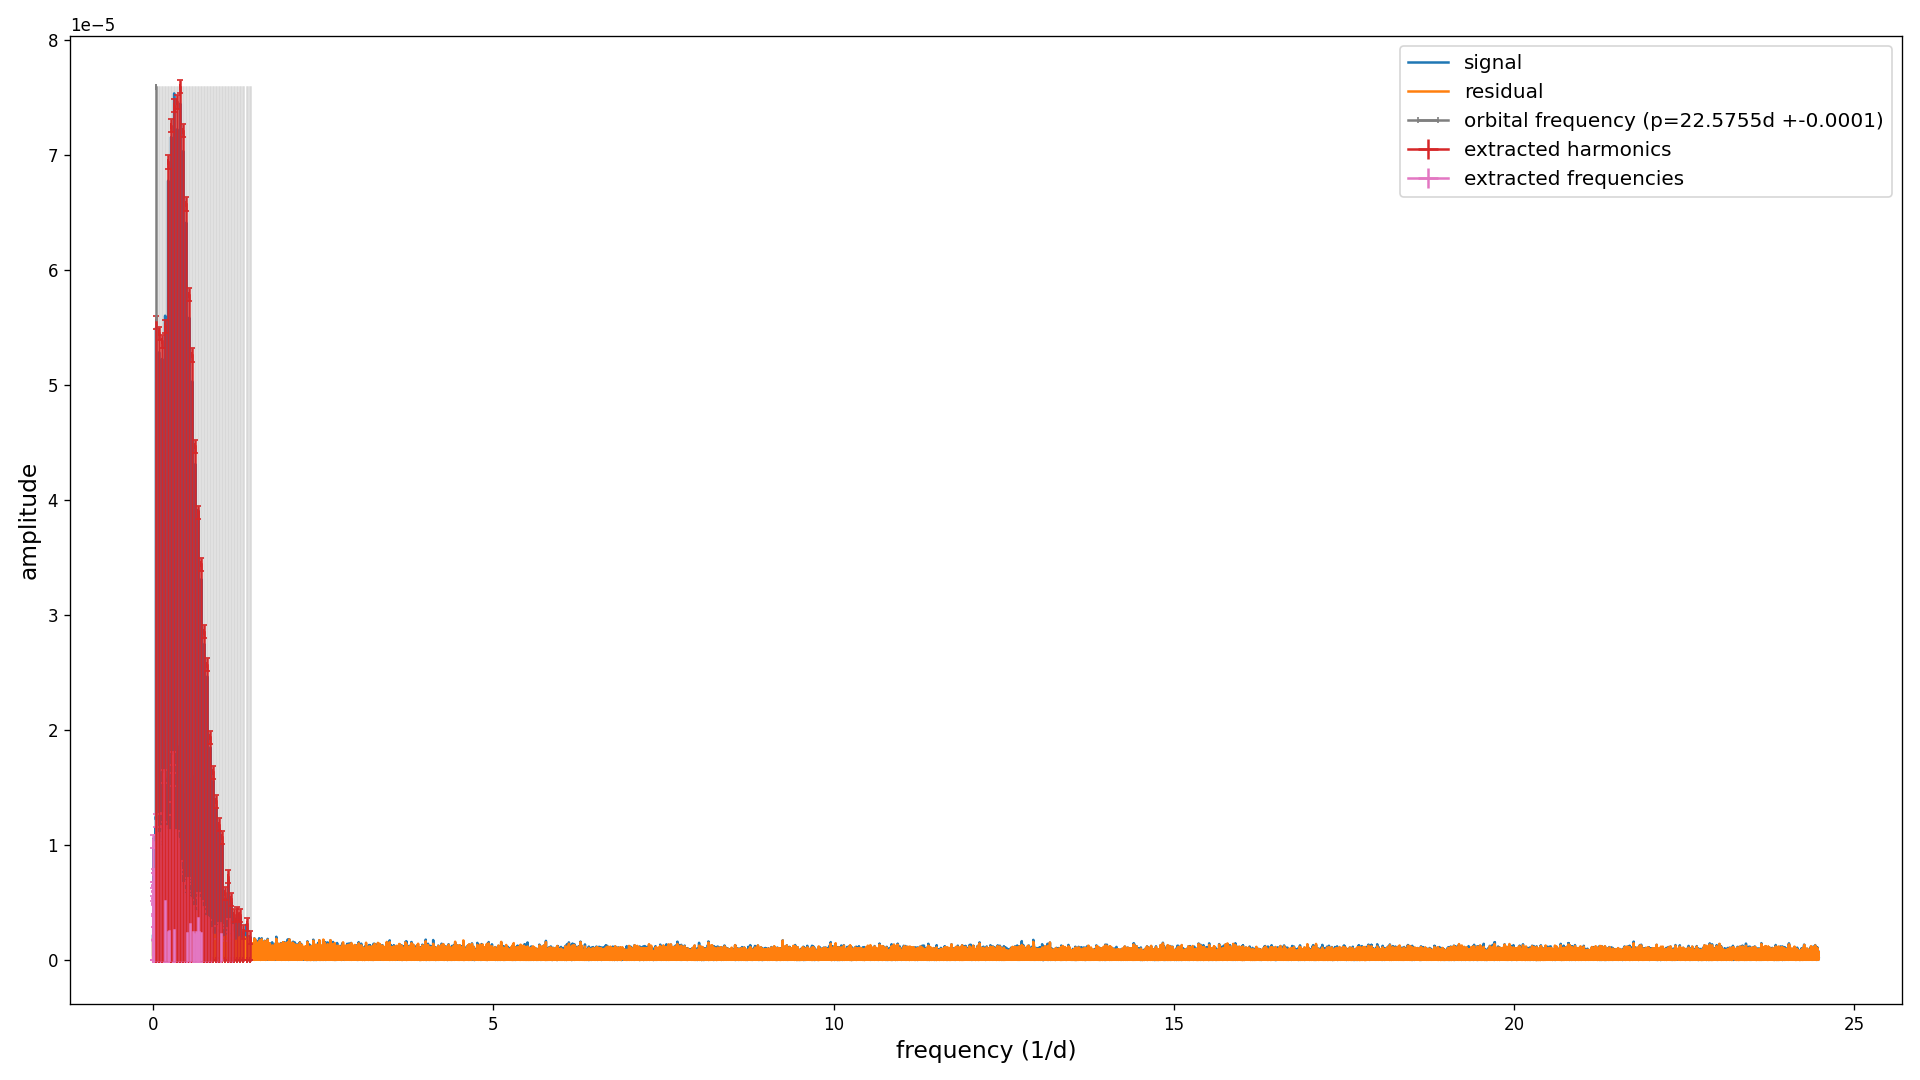 1e−5
8
7
6
5
4
3
2
1
0
amplitude
signal
residual
orbital frequency (p=22.5755d +-0.0001)
extracted harmonics
extracted frequencies
0 5 10 15 20 25
frequency (1/d)